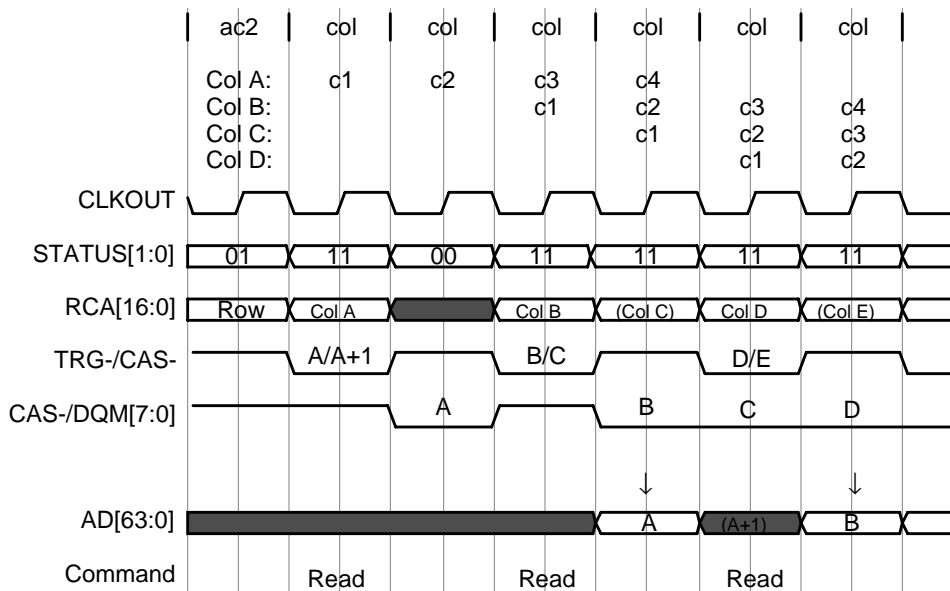 ac2 col col col col col col
Col A: c1 c2 c3 c4
Col B: c1 c2 c3 c4
Col C: c1 c2 c3
Col D: c1 c2
CLKOUT
STATUS[1:0] 01 11 00 11 11 11 11
RCA[16:0] Row Col A Col B (Col C) Col D (Col E)
TRG-/CAS- A/A+1 B/C D/E
CAS-/DQM[7:0] A B C D
↓ ↓
AD[63:0] A (A+1) B
Command Read Read Read